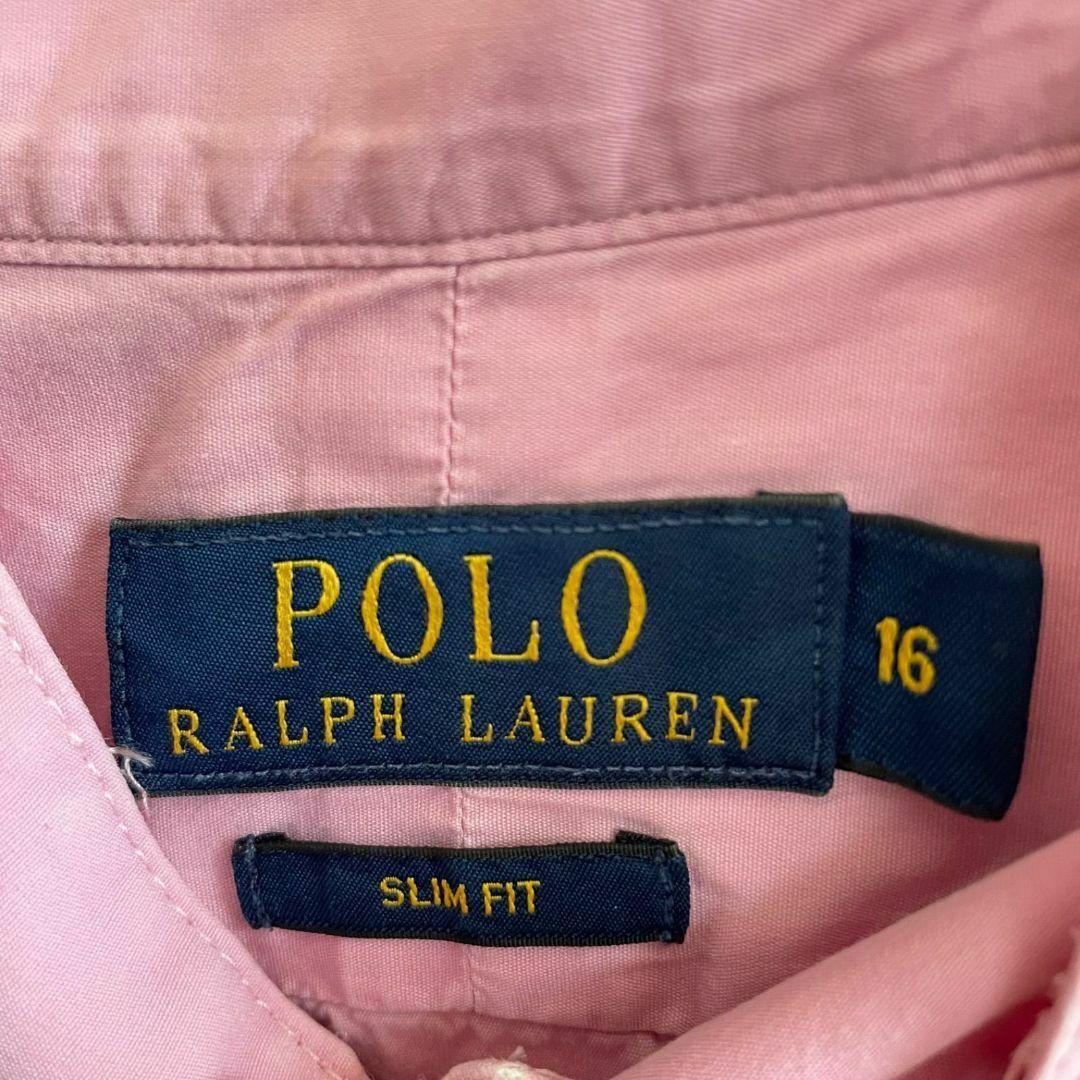 POLO
RALPH LAUREN
16
SLIM FIT